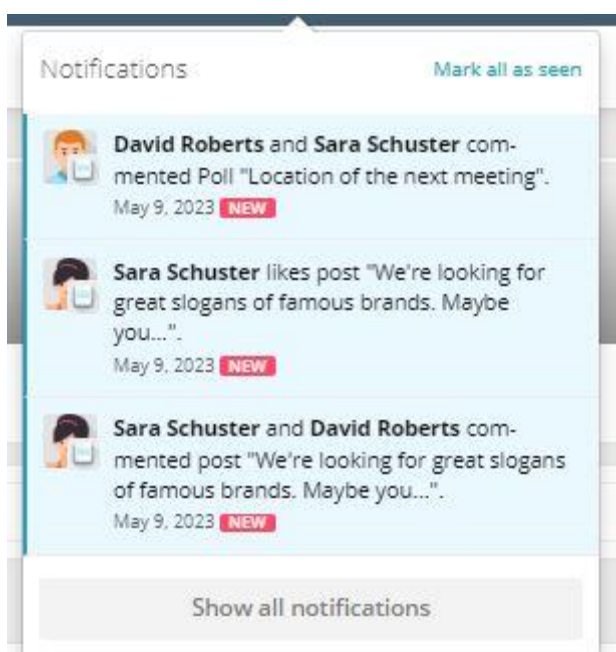 Notifications
Mark all as seen
David Roberts and Sara Schuster com-
mented Poll "Location of the next meeting".
May 9, 2023 NEW
Sara Schuster likes post "We're looking for
great slogans of famous brands. Maybe
you...".
May 9, 2023 NEW
Sara Schuster and David Roberts com-
mented post "We're looking for great slogans
of famous brands. Maybe you...".
May 9, 2023 NEW
Show all notifications